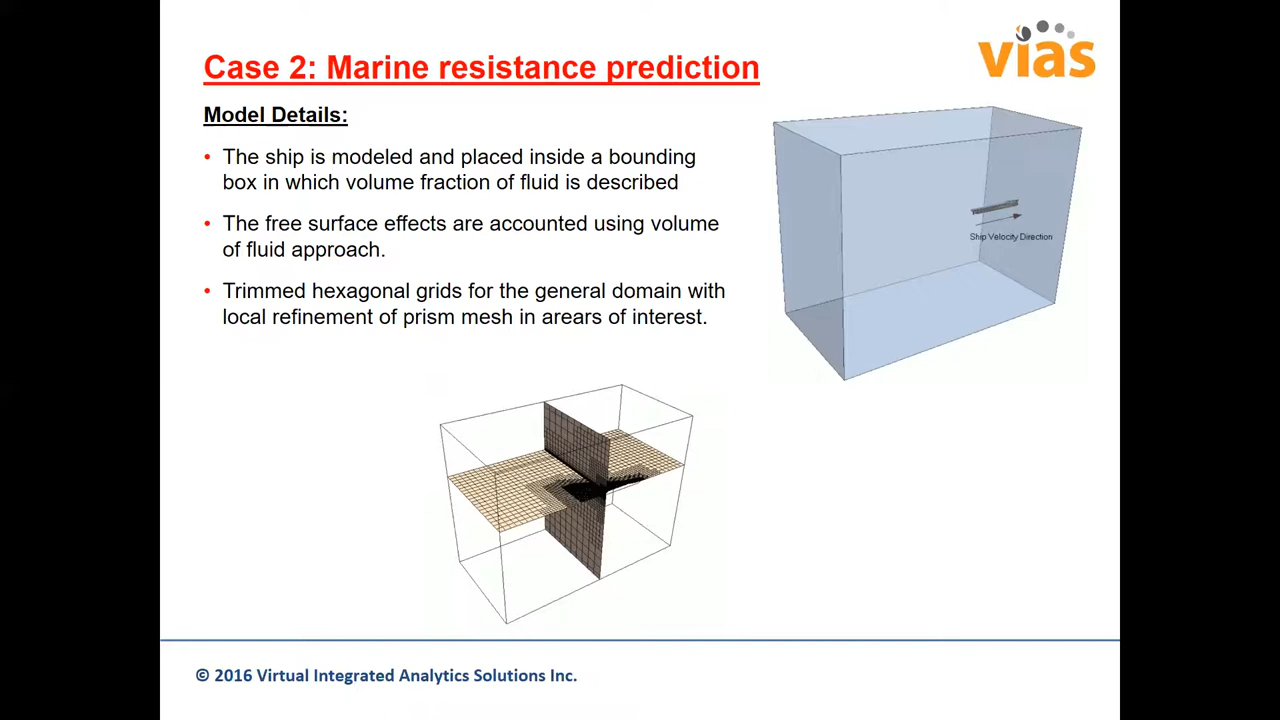 Case 2: Marine resistance prediction
vias
Model Details:
• The ship is modeled and placed inside a bounding
box in which volume fraction of fluid is described
• The free surface effects are accounted using volume
of fluid approach.
• Trimmed hexagonal grids for the general domain with
local refinement of prism mesh in arears of interest.
Ship Velocity Direction
© 2016 Virtual Integrated Analytics Solutions Inc.